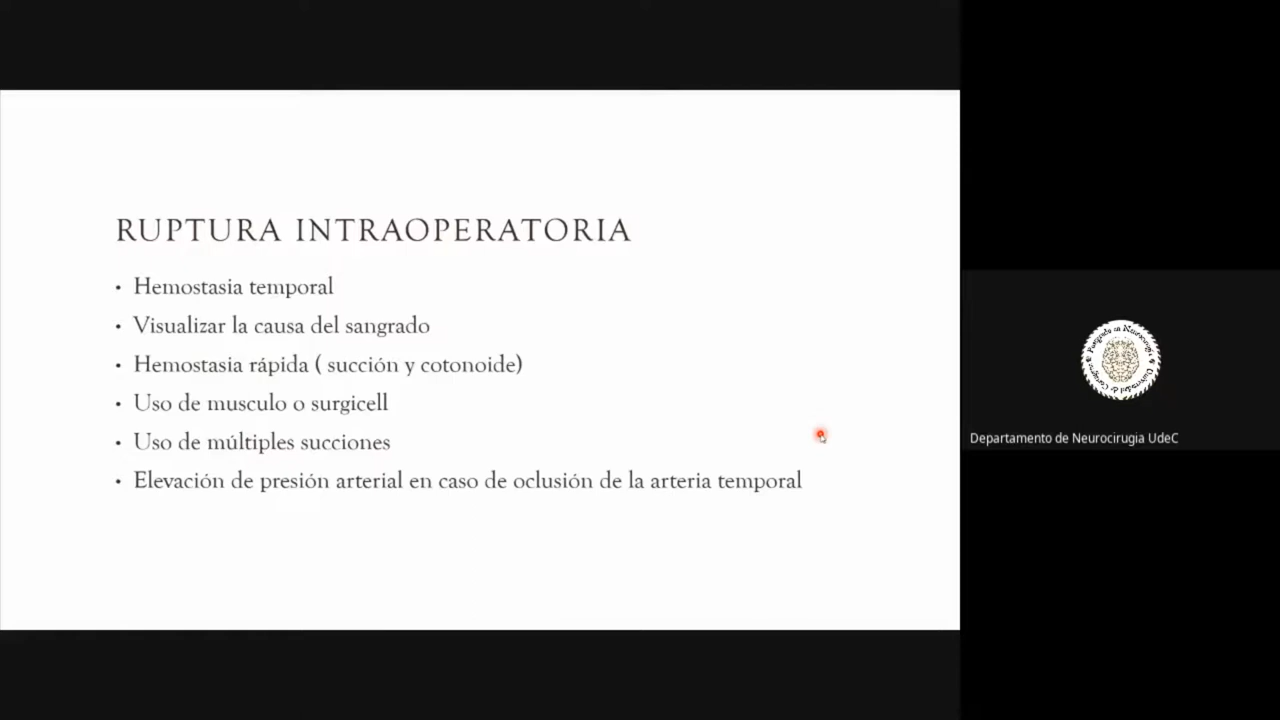 RUPTURA INTRAOPERATORIA
• Hemostasia temporal
• Visualizar la causa del sangrado
• Hemostasia rápida ( succión y cotonoide)
• Uso de musculo o surgicell
• Uso de múltiples succiones
• Elevación de presión arterial en caso de oclusión de la arteria temporal
Departamento de Neurocirugia UdeC